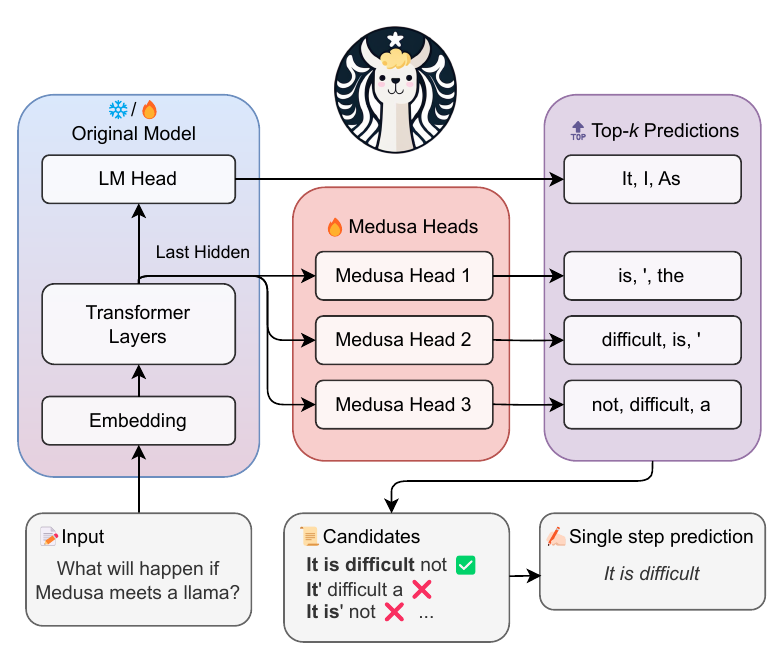 ❄️/🔥
Original Model
LM Head
Last Hidden
Transformer
Layers
Embedding
🔥 Medusa Heads
Medusa Head 1
Medusa Head 2
Medusa Head 3
TOP Top-k Predictions
It, I, As
is, ', the
difficult, is, '
not, difficult, a
Input
What will happen if
Medusa meets a llama?
Candidates
It is difficult not ✅
It' difficult a ❌
It is' not ❌ ...
Single step prediction
It is difficult